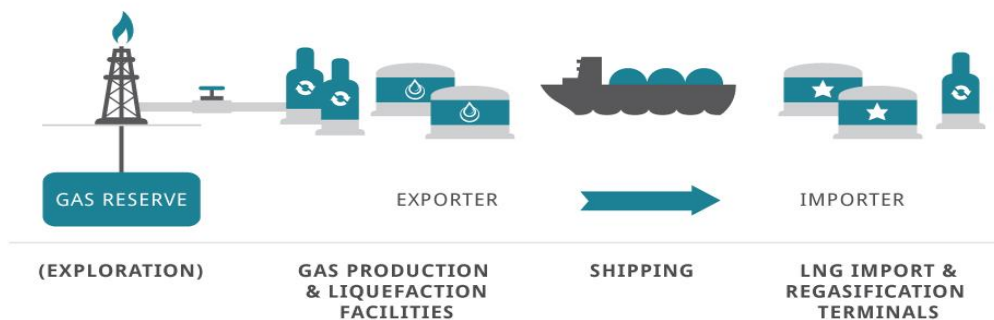 GAS RESERVE
EXPORTER
IMPORTER
(EXPLORATION)
GAS PRODUCTION
& LIQUEFACTION
FACILITIES
SHIPPING
LNG IMPORT &
REGASIFICATION
TERMINALS